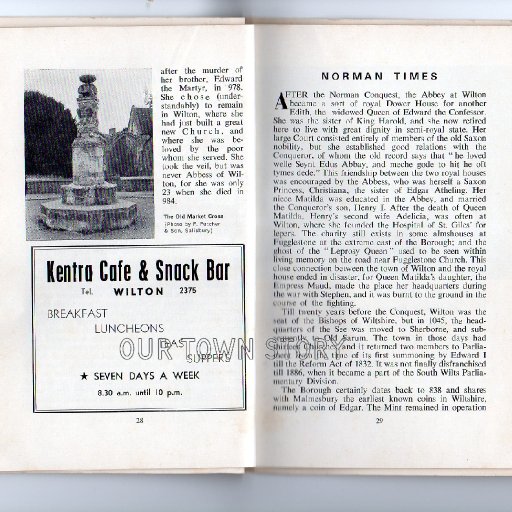 after the murder of
her brother, Edward
the Martyr, in 978.
She chose (under-
standably) to remain
in Wilton, where she
had just built a great
new Church, and
where she was be-
loved by the poor
whom she served. She
took the veil, but was
never Abbess of Wil-
ton, for she was only
23 when she died in
984.
The Old Market Cross
(Photo by F. Futcher
& Son, Salisbury)
Kentra Cafe & Snack Bar
Tel. WILTON 2375
BREAKFAST
LUNCHEONS
TEAS
SUPPERS
★ SEVEN DAYS A WEEK
8.30 a.m. until 10 p.m.
28
NORMAN TIMES
AFTER the Norman Conquest, the Abbey at Wilton
became a sort of royal Dower House for another
Edith, the widowed Queen of Edward the Confessor.
She was the sister of King Harold, and she now retired
here to live with great dignity in semi-royal state. Her
large Court consisted entirely of members of the old Saxon
nobility, but she established good relations with the
Conqueror, of whom the old record says that "he loved
welle Seynt Edus Abbay, and meche gode to hit he oft
tymes dede." This friendship between the two royal houses
was encouraged by the Abbess, who was herself a Saxon
Princess, Christiana, the sister of Edgar Atheling. Her
niece Matilda was educated in the Abbey, and married
the Conqueror's son, Henry I. After the death of Queen
Matilda, Henry's second wife Adelicia, was often at
Wilton, where she founded the Hospital of St. Giles' for
lepers. The charity still exists in some almshouses at
Fugglestone at the extreme east of the Borough; and the
ghost of the "Leprosy Queen" used to be seen within
living memory on the road near Fugglestone Church. This
close connection between the town of Wilton and the royal
house ended in disaster, for Queen Matilda's daughter, the
Empress Maud, made the place her headquarters during
the war with Stephen, and it was burnt to the ground in the
course of the fighting.
Till twenty years before the Conquest, Wilton was the
seat of the Bishops of Wiltshire, but in 1045, the head-
quarters of the See was moved to Sherborne, and sub-
Old Sarum. The town in those days had
and it returned two members to Parlia-
of its first summoning by Edward I
till the Reform Act of 1832. It was not finally disfranchised
till 1886, when it became a part of the South Wilts Parlia-
mentary Division.
The Borough certainly dates back to 838 and shares
with Malmesbury the earliest known coins in Wiltshire,
namely a coin of Edgar. The Mint remained in operation
29
OUR TOWN STORY